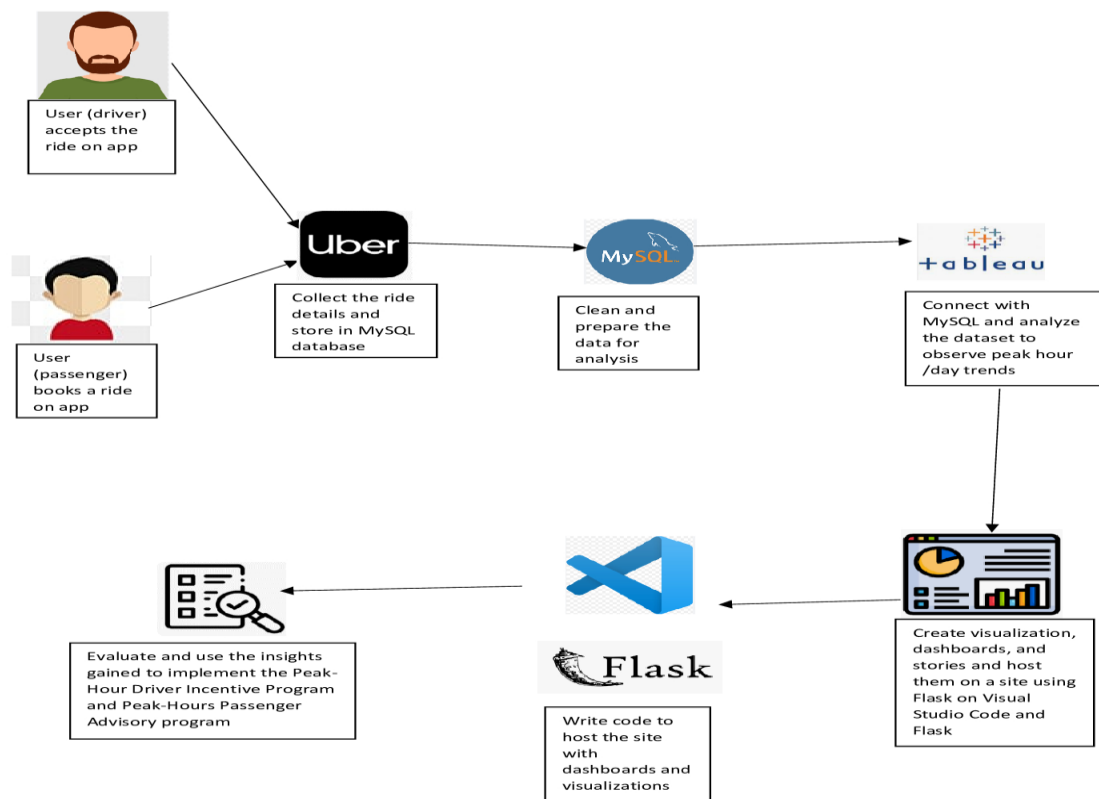 User (driver)
accepts the
ride on app
Uber
Collect the ride
details and
store in MySQL
database
User
(passenger)
books a ride
on app
MySQL
Clean and
prepare the
data for
analysis
+ableau
Connect with
MySQL and analyze
the dataset to
observe peak hour
/day trends
Create visualization,
dashboards, and
stories and host
them on a site using
Flask on Visual
Studio Code and
Flask
Flask
Write code to
host the site
with
dashboards and
visualizations
Evaluate and use the insights
gained to implement the Peak-
Hour Driver Incentive Program
and Peak-Hours Passenger
Advisory program